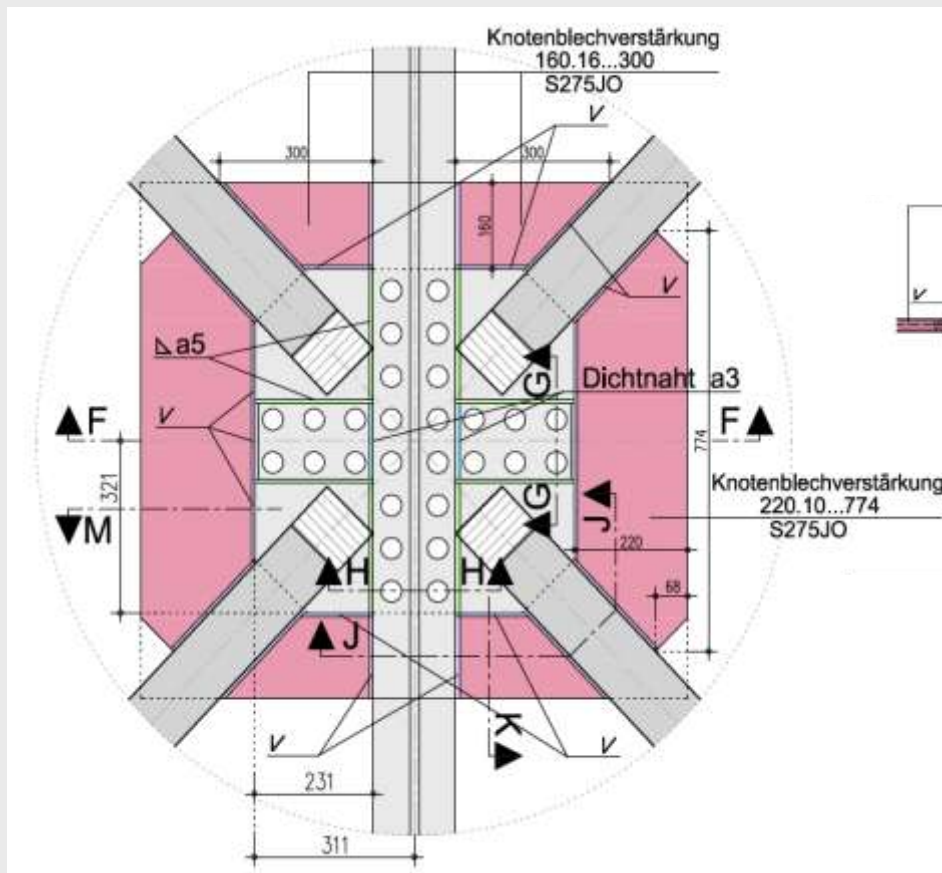 Knotenblechverstärkung
160.16...300
S275JO
V
300
300
160
V
a5
G
Dichtnaht a3
V
F
F
774
321
Knotenblechverstärkung
220.10...774
S275JO
M
G
J
220
H
H
68
J
K
V
V
231
311
V